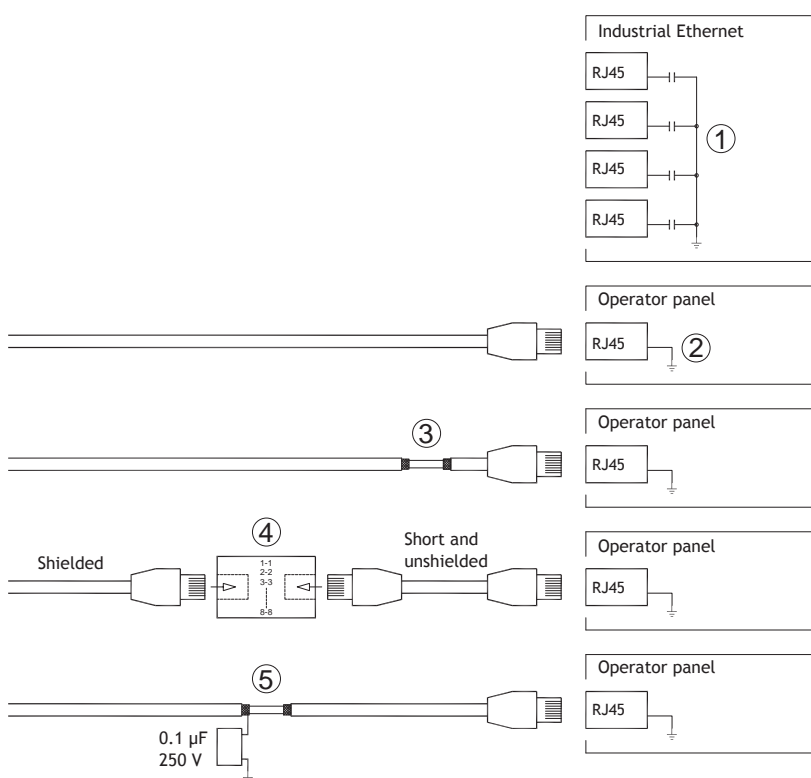 Industrial Ethernet
RJ45
RJ45
①
RJ45
RJ45
Operator panel
RJ45
②
③
Operator panel
RJ45
④
Shielded
1-1
2-2
3-3
8-8
Short and
unshielded
Operator panel
RJ45
⑤
0.1 µF
250 V
Operator panel
RJ45